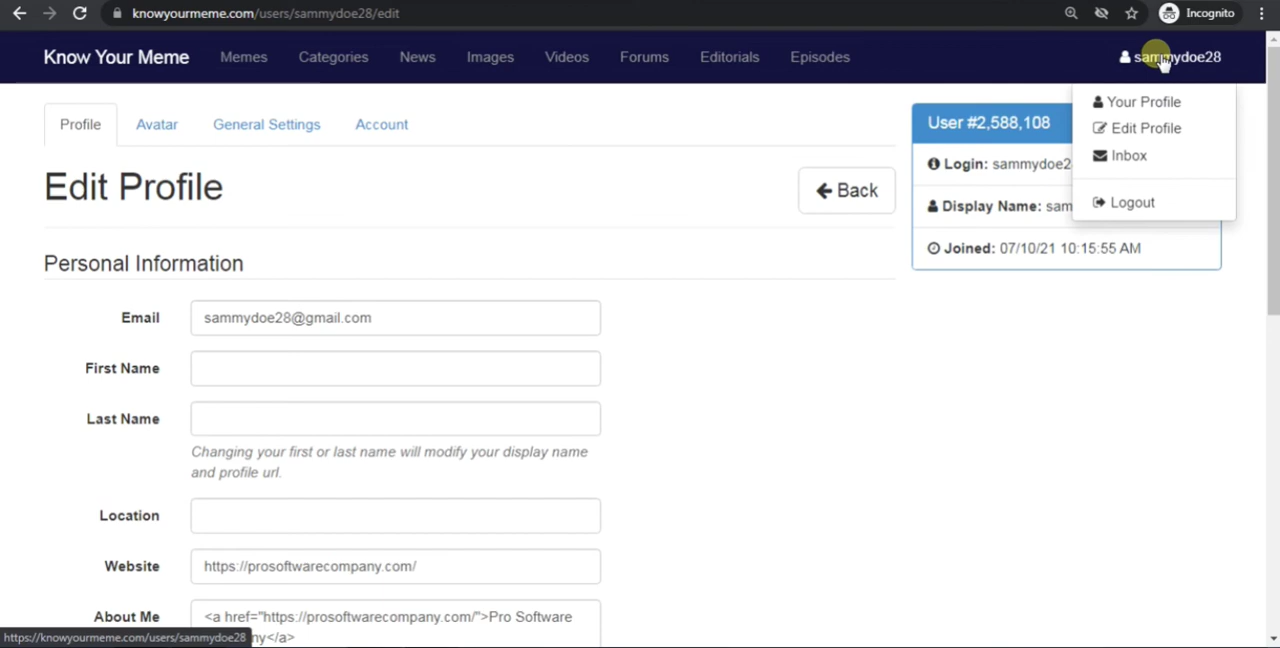 knowyourmeme.com/users/sammydoe28/edit
Incognito
Know Your Meme Memes Categories News Images Videos Forums Editorials Episodes sammydoe28
Your Profile
Edit Profile
Inbox
Logout
Profile Avatar General Settings Account
User #2,588,108
Login: sammydoe2
Display Name: sam
Joined: 07/10/21 10:15:55 AM
Edit Profile
Back
Personal Information
Email sammydoe28@gmail.com
First Name
Last Name
Changing your first or last name will modify your display name
and profile url.
Location
Website https://prosoftwarecompany.com/
About Me <a href="https://prosoftwarecompany.com/">Pro Software
ny</a>
https://knowyourmeme.com/users/sammydoe28